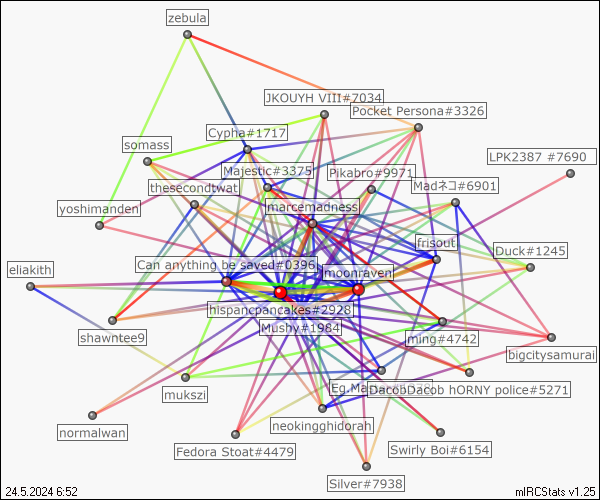 zebula
JKOUYH VIII#7034
Pocket Persona#3326
Cypha#1717
somass
LPK2387 #7690
Majestic#3375
Pikabro#9971
Madネコ#6901
thesecondtwat
marcemadness
yoshimanden
frisout
Duck#1245
eliakith
Can anything be saved#0396
moonraven
hispancpancakes#2928
Mushy#1984
shawntee9
ming#4742
bigcitysamurai
mukszi
DacobDacob hORNY police#5271
normalwan
neokingghidorah
Fedora Stoat#4479
Swirly Boi#6154
Silver#7938
24.5.2024 6:52
mIRCStats v1.25